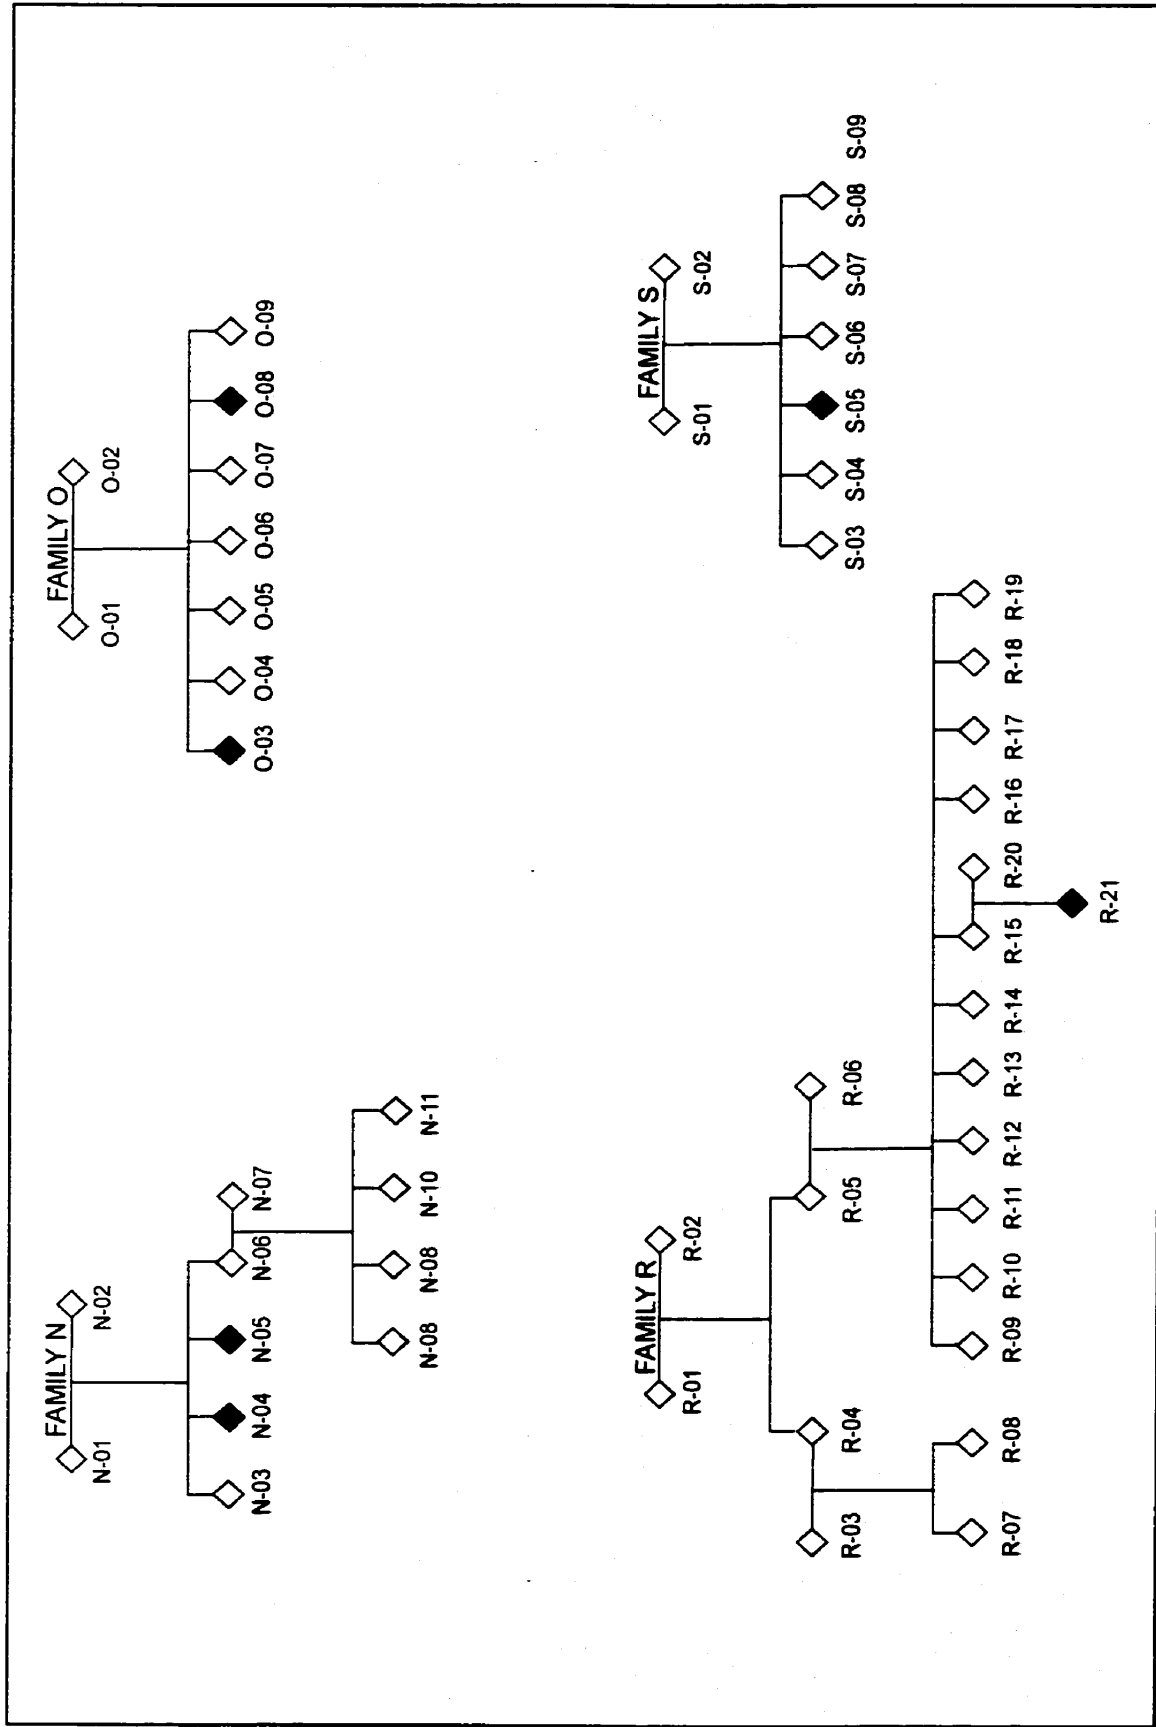 FAMILY N
N-01 N-02
N-03 N-04 N-05 N-06 N-07
N-08 N-08 N-10 N-11
FAMILY O
O-01 O-02
O-03 O-04 O-05 O-06 O-07 O-08 O-09
FAMILY R
R-01 R-02
R-03 R-04 R-05 R-06
R-07 R-08 R-09 R-10 R-11 R-12 R-13 R-14 R-15 R-20 R-16 R-17 R-18 R-19
R-21
FAMILY S
S-01 S-02
S-03 S-04 S-05 S-06 S-07 S-08 S-09